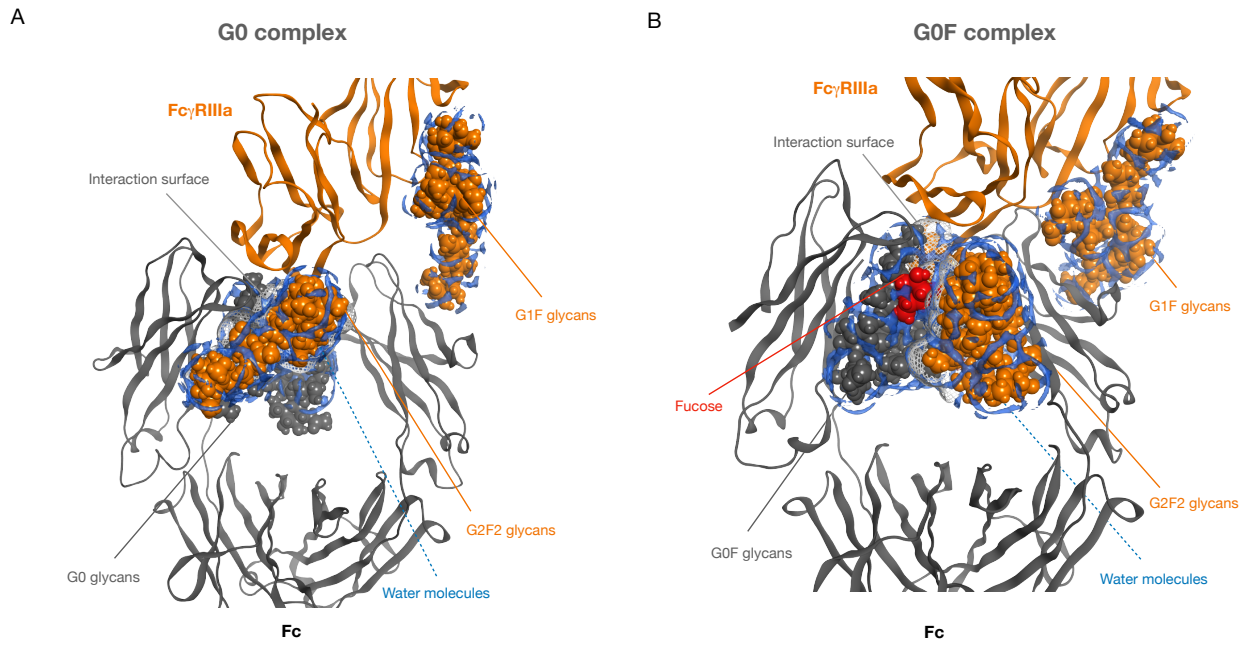 A
G0 complex
FcγRIIIa
Interaction surface
G1F glycans
G2F2 glycans
G0 glycans
Water molecules
Fc
B
G0F complex
FcγRIIIa
Interaction surface
G1F glycans
Fucose
G2F2 glycans
G0F glycans
Water molecules
Fc